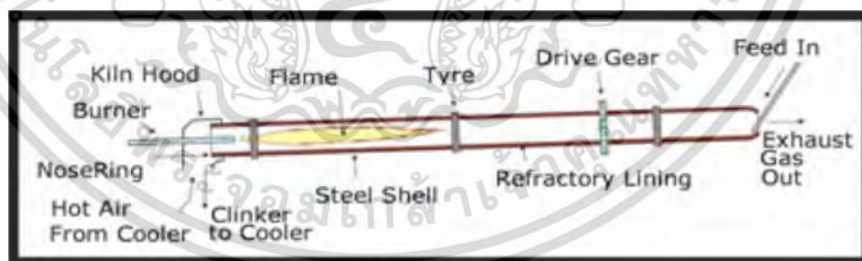 Feed In
Drive Gear
Kiln Hood
Flame
Tyre
Burner
Exhaust
Gas
Out
NoseRing
Steel Shell
Refractory Lining
Hot Air
From Cooler
Clinker
to Cooler